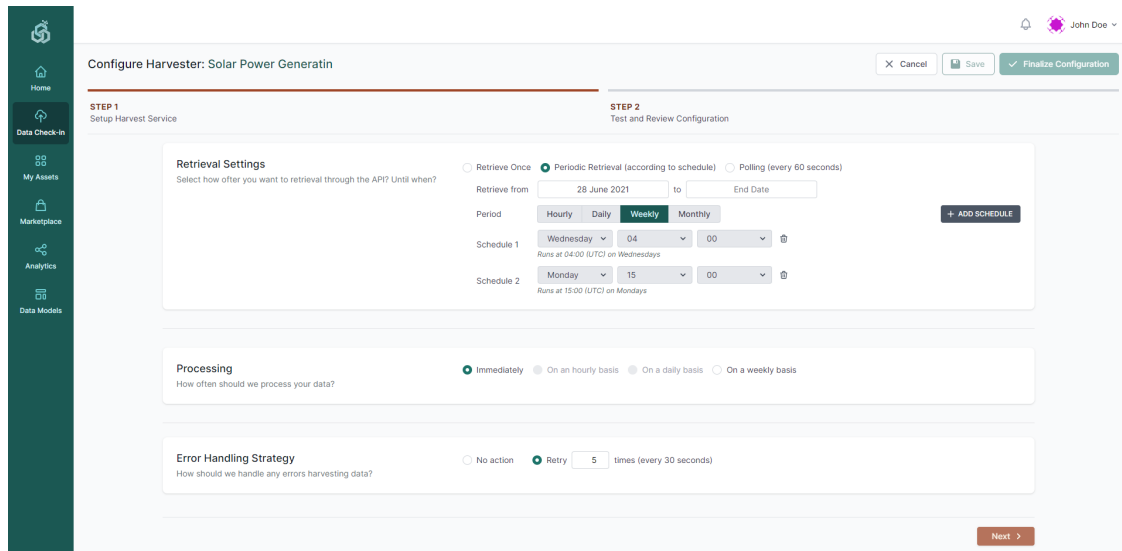 John Doe
Configure Harvester: Solar Power Generatin
Cancel
Save
Finalize Configuration
Home
Data Check-in
My Assets
Marketplace
Analytics
Data Models
STEP 1
Setup Harvest Service
STEP 2
Test and Review Configuration
Retrieval Settings
Select how ofter you want to retrieval through the API? Until when?
Retrieve Once Periodic Retrieval (according to schedule) Polling (every 60 seconds)
Retrieve from 28 June 2021 to End Date
Period Hourly Daily Weekly Monthly + ADD SCHEDULE
Schedule 1 Wednesday 04 00
Runs at 04:00 (UTC) on Wednesdays
Schedule 2 Monday 15 00
Runs at 15:00 (UTC) on Mondays
Processing
How often should we process your data?
Immediately On an hourly basis On a daily basis On a weekly basis
Error Handling Strategy
How should we handle any errors harvesting data?
No action Retry 5 times (every 30 seconds)
Next >